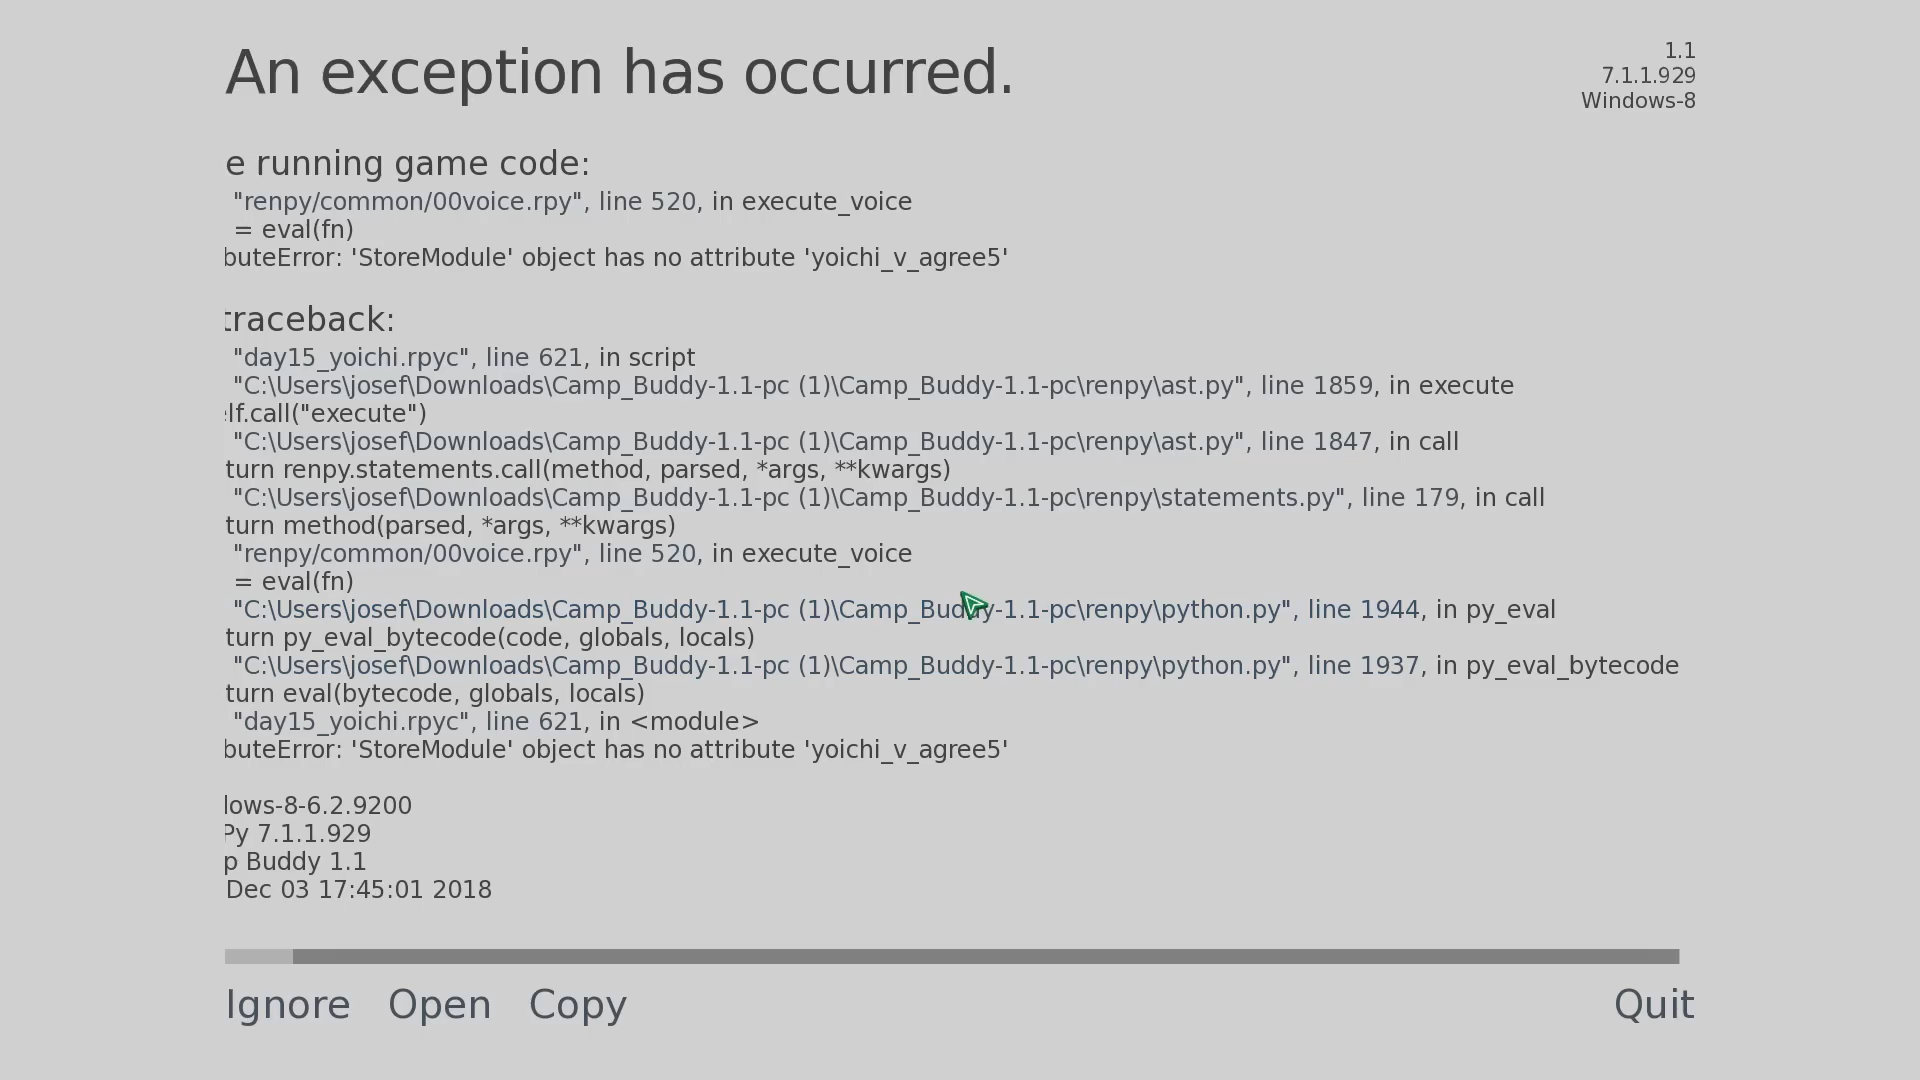 An exception has occurred.
1.1
7.1.1.929
Windows-8
e running game code:
"renpy/common/00voice.rpy", line 520, in execute_voice
= eval(fn)
buteError: 'StoreModule' object has no attribute 'yoichi_v_agree5'
traceback:
"day15_yoichi.rpyc", line 621, in script
"C:\Users\josef\Downloads\Camp_Buddy-1.1-pc (1)\Camp_Buddy-1.1-pc\renpy\ast.py", line 1859, in execute
lf.call("execute")
"C:\Users\josef\Downloads\Camp_Buddy-1.1-pc (1)\Camp_Buddy-1.1-pc\renpy\ast.py", line 1847, in call
turn renpy.statements.call(method, parsed, *args, **kwargs)
"C:\Users\josef\Downloads\Camp_Buddy-1.1-pc (1)\Camp_Buddy-1.1-pc\renpy\statements.py", line 179, in call
turn method(parsed, *args, **kwargs)
"renpy/common/00voice.rpy", line 520, in execute_voice
= eval(fn)
"C:\Users\josef\Downloads\Camp_Buddy-1.1-pc (1)\Camp_Buddy-1.1-pc\renpy\python.py", line 1944, in py_eval
turn py_eval_bytecode(code, globals, locals)
"C:\Users\josef\Downloads\Camp_Buddy-1.1-pc (1)\Camp_Buddy-1.1-pc\renpy\python.py", line 1937, in py_eval_bytecode
turn eval(bytecode, globals, locals)
"day15_yoichi.rpyc", line 621, in <module>
buteError: 'StoreModule' object has no attribute 'yoichi_v_agree5'
lows-8-6.2.9200
Py 7.1.1.929
p Buddy 1.1
Dec 03 17:45:01 2018
Ignore Open Copy Quit